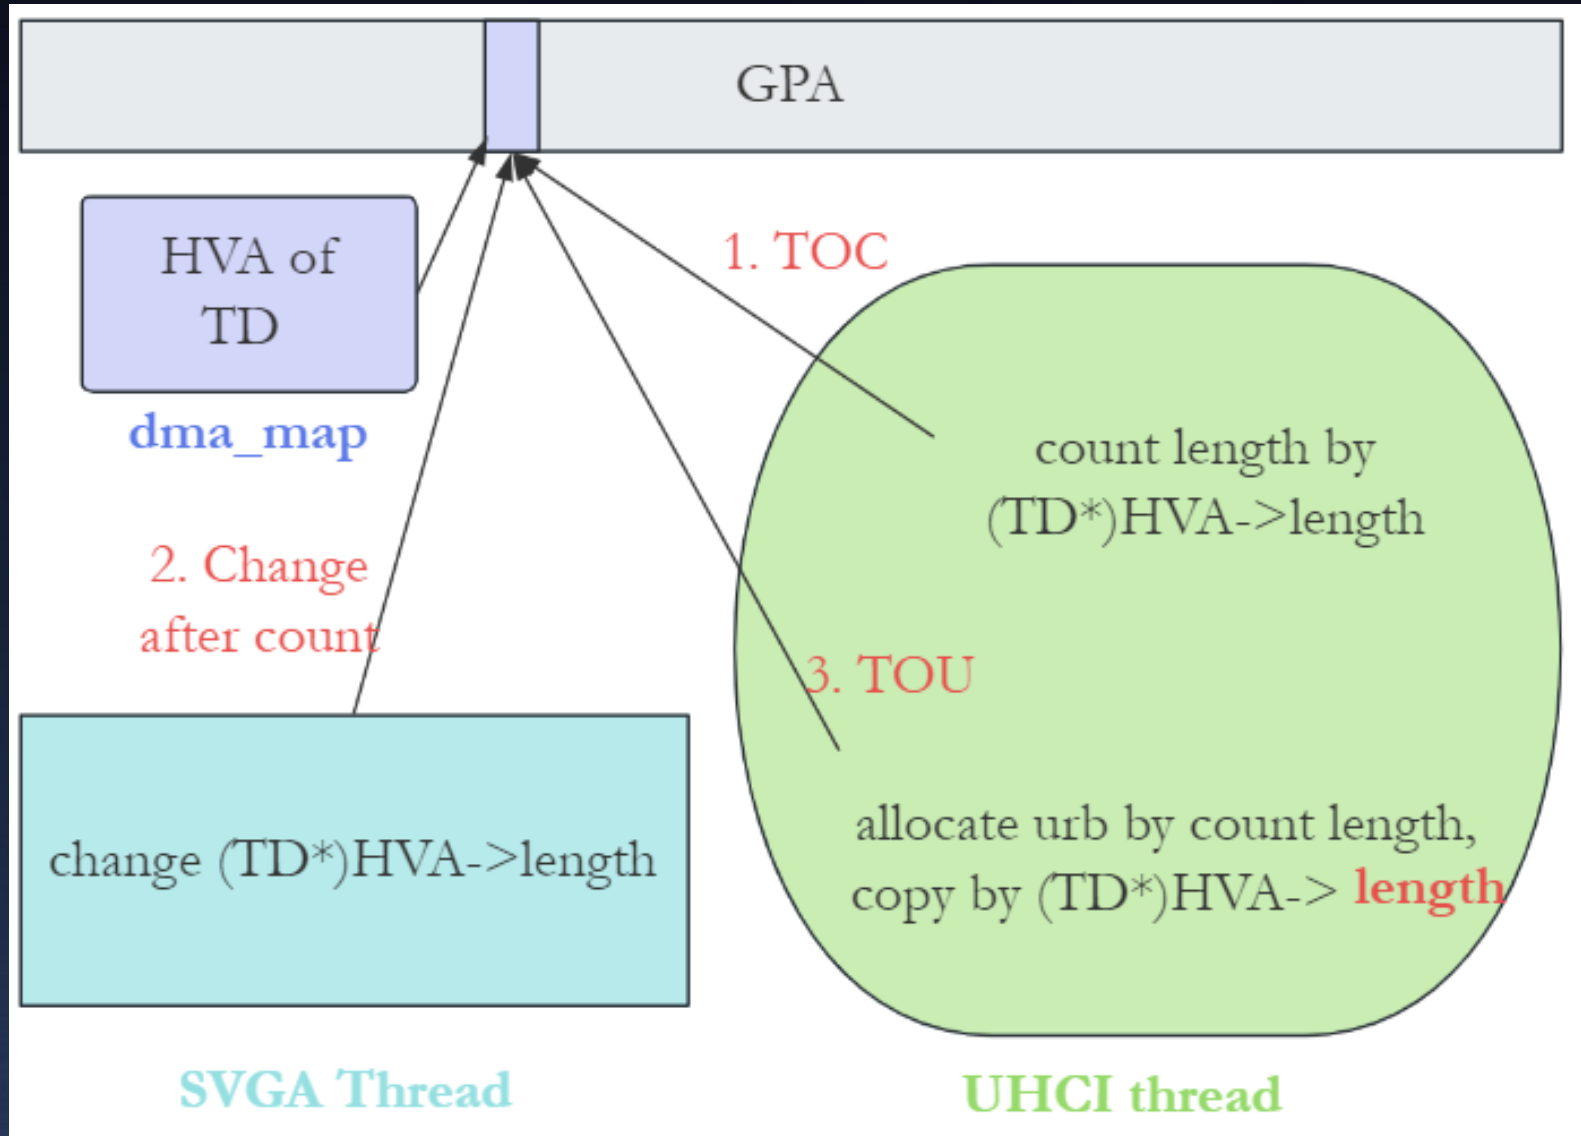 GPA
HVA of
TD
dma_map
1. TOC
count length by
(TD*)HVA->length
2. Change
after count
3. TOU
change (TD*)HVA->length
allocate urb by count length,
copy by (TD*)HVA-> length
SVGA Thread
UHCI thread